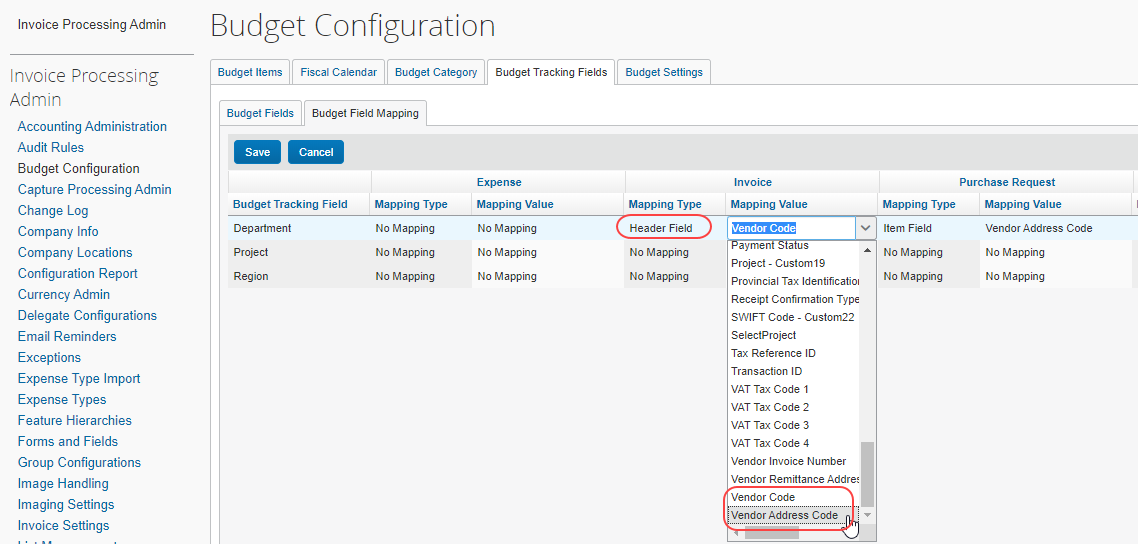 Invoice Processing Admin
Budget Configuration
Invoice Processing
Admin
Accounting Administration
Audit Rules
Budget Configuration
Capture Processing Admin
Change Log
Company Info
Company Locations
Configuration Report
Currency Admin
Delegate Configurations
Email Reminders
Exceptions
Expense Type Import
Expense Types
Feature Hierarchies
Forms and Fields
Group Configurations
Image Handling
Imaging Settings
Invoice Settings
Budget Items Fiscal Calendar Budget Category Budget Tracking Fields Budget Settings
Budget Fields Budget Field Mapping
Save Cancel
Expense Invoice Purchase Request
Budget Tracking Field Mapping Type Mapping Value Mapping Type Mapping Value Mapping Type Mapping Value
Department No Mapping No Mapping Header Field Vendor Code Item Field Vendor Address Code
Project No Mapping No Mapping No Mapping No Mapping No Mapping
Region No Mapping No Mapping No Mapping No Mapping No Mapping
Payment Status
Project - Custom19
Provincial Tax Identification
Receipt Confirmation Type
SWIFT Code - Custom22
SelectProject
Tax Reference ID
Transaction ID
VAT Tax Code 1
VAT Tax Code 2
VAT Tax Code 3
VAT Tax Code 4
Vendor Invoice Number
Vendor Remittance Addres
Vendor Code
Vendor Address Code